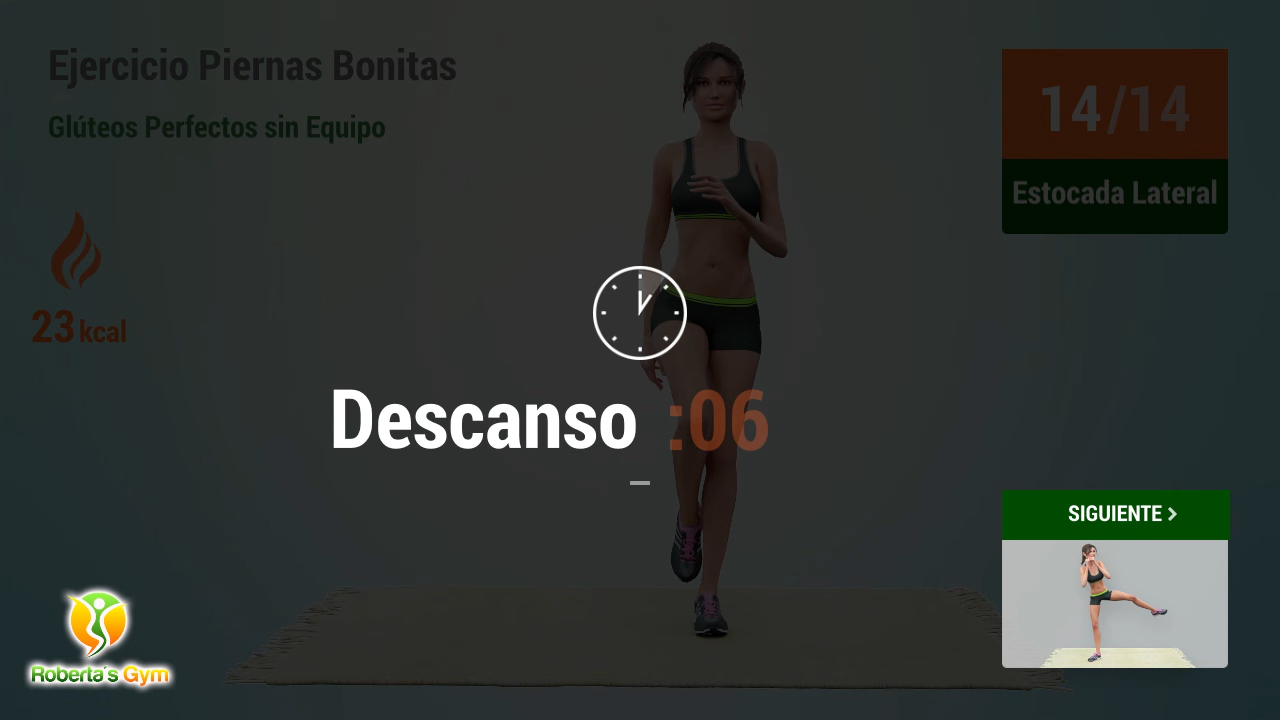 Ejercicio Piernas Bonitas
Glúteos Perfectos sin Equipo
14/14
Estocada Lateral
23 kcal
Descanso :06
SIGUIENTE >
Roberta´s Gym